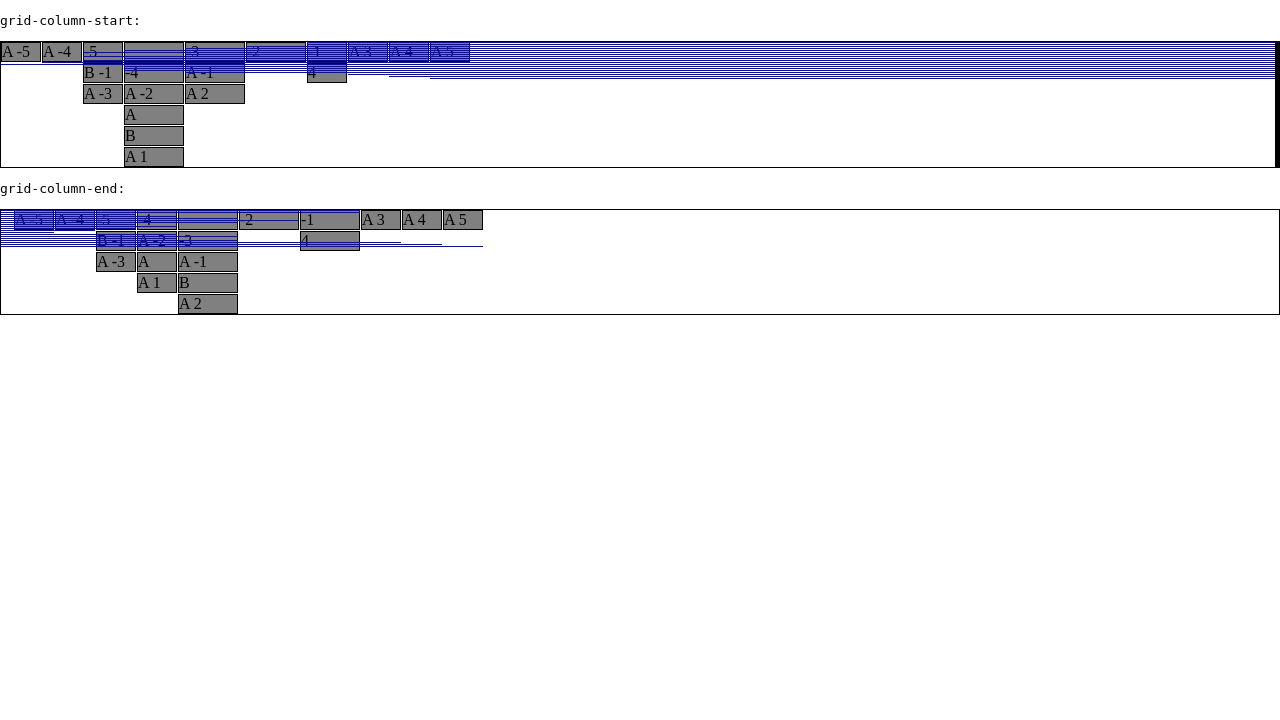 grid-column-start:
A -5 A -4 -5 -3 -2 -1 A 3 A 4 A 5
B -1 -4 A -1 4
A -3 A -2 A 2
A
B
A 1
grid-column-end:
A -5 A -4 -5 -4 -2 -1 A 3 A 4 A 5
B -1 A -2 -3 4
A -3 A A -1
A 1 B
A 2